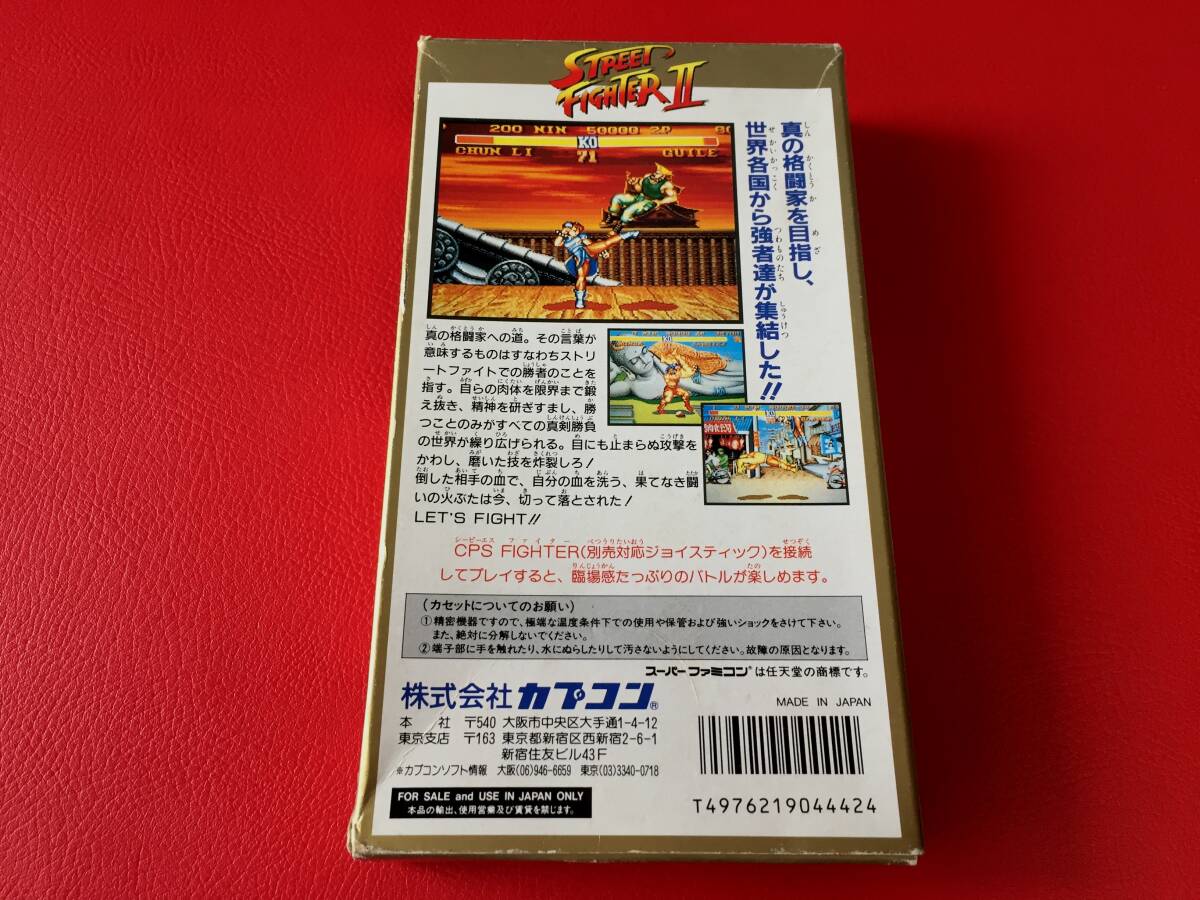 STREET
FIGHTER II
真の格闘家を目指し、
世界各国から強者達が集結した!!
200 NIN 50000 2P
KO
CHUN LI 71 GUILE
真の格闘家への道。その言葉が
意味するものはすなわちストリ
ートファイトでの勝者のことを
指す。自らの肉体を限界まで鍛
え抜き、精神を研ぎすまし、勝
つことのみがすべての真剣勝負
の世界が繰り広げられる。目にも止まらぬ攻撃を
かわし、磨いた技を炸裂しろ!
倒した相手の血で、自分の血を洗う、果てなき闘
いの火ぶたは今、切って落とされた!
LET'S FIGHT!!
CPS FIGHTER(別売対応ジョイスティック)を接続
してプレイすると、臨場感たっぷりのバトルが楽しめます。
(カセットについてのお願い)
①精密機器ですので、極端な温度条件下での使用や保管および強いショックをさけて下さい。
また、絶対に分解しないでください。
②端子部に手を触れたり、水にぬらしたりして汚さないようにしてください。故障の原因となります。
スーパーファミコン®は任天堂の商標です。
株式会社カプコン®
MADE IN JAPAN
本 社 〒540 大阪市中央区大手通1-4-12
東京支店 〒163 東京都新宿区西新宿2-6-1
新宿住友ビル43F
※カプコンソフト情報 大阪(06)946-6659 東京(03)3340-0718
FOR SALE and USE IN JAPAN ONLY
本品の輸出、使用営業及び賃貸を禁じます。
T4976219044424